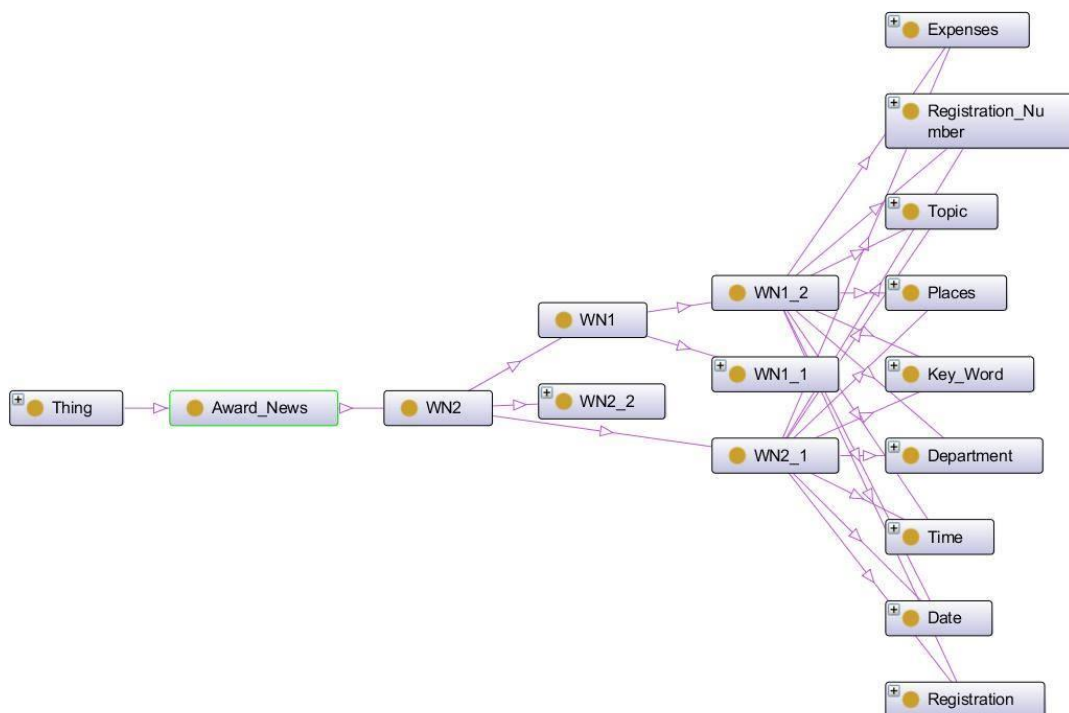 Expenses
Registration_Nu
mber
Topic
WN1_2
Places
WN1
WN1_1
Key_Word
Thing
Award_News
WN2
WN2_2
WN2_1
Department
Time
Date
Registration